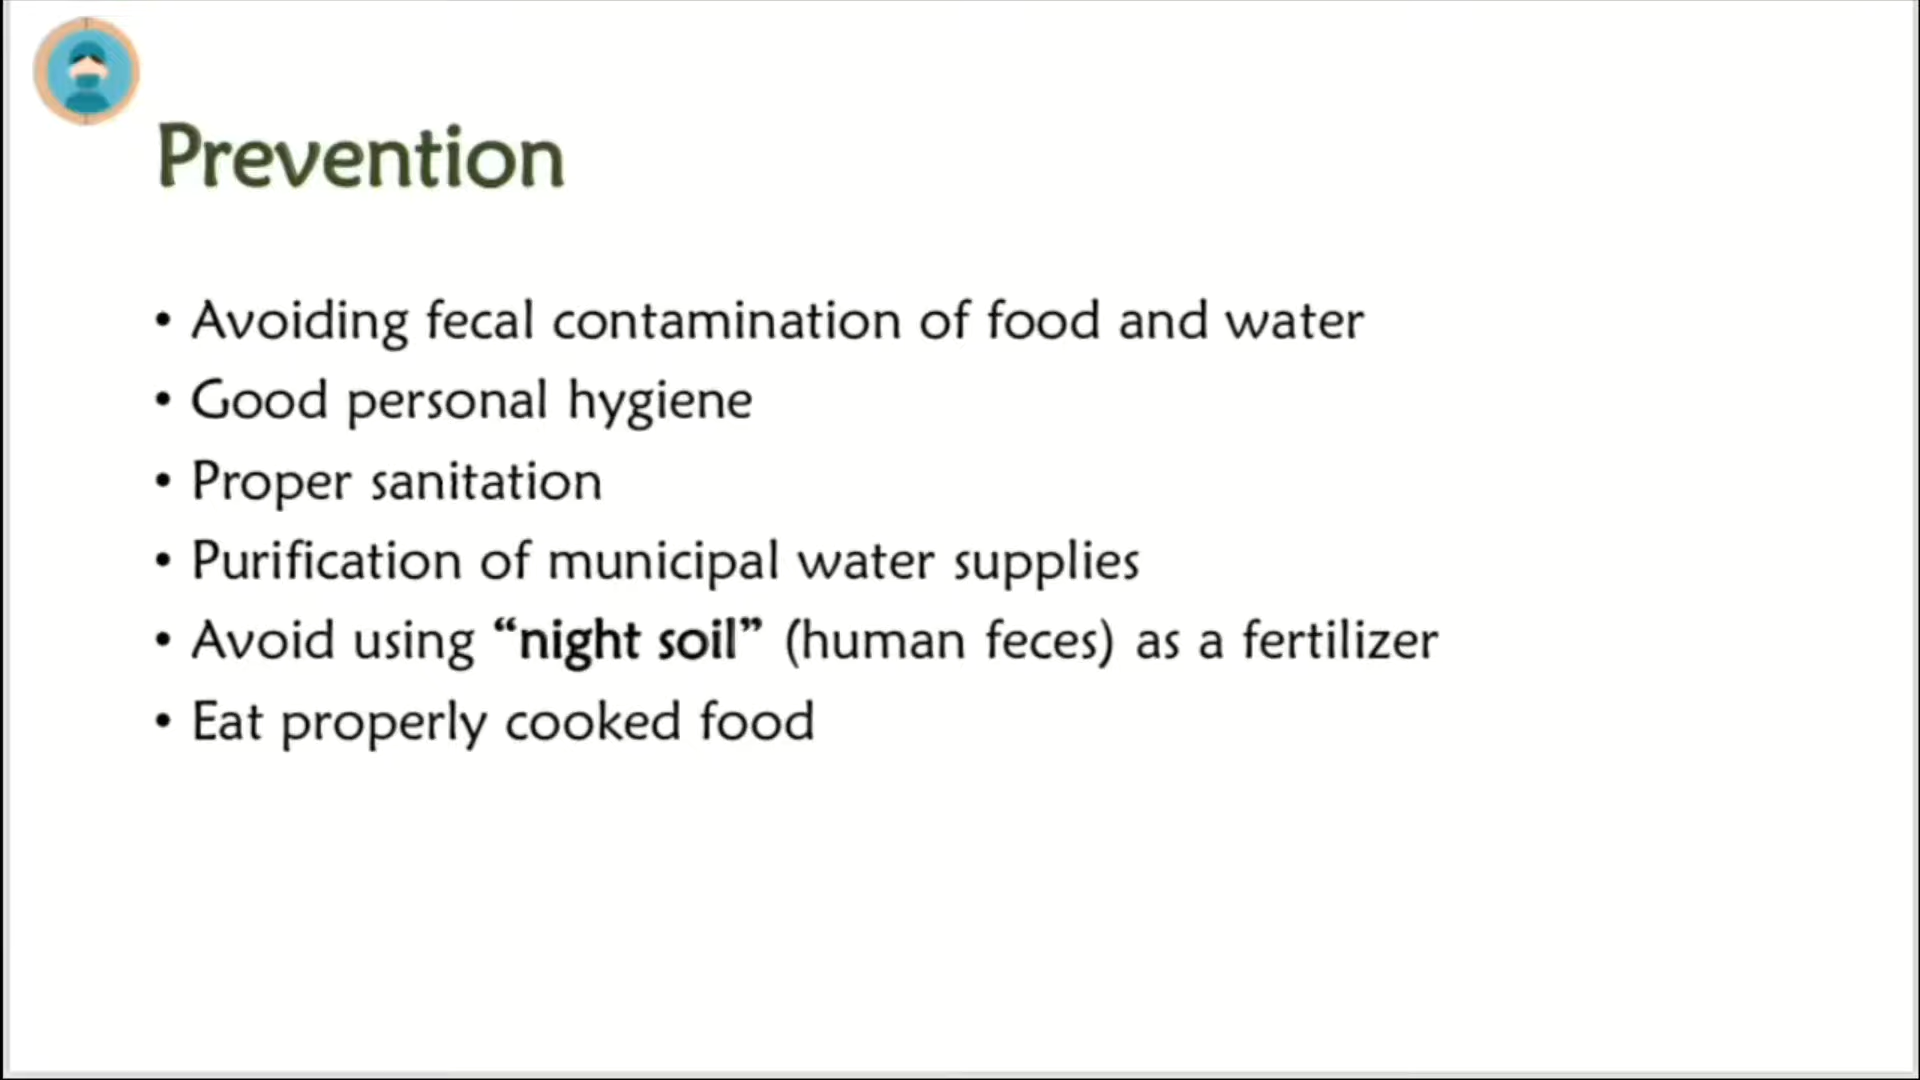 Prevention
• Avoiding fecal contamination of food and water
• Good personal hygiene
• Proper sanitation
• Purification of municipal water supplies
• Avoid using “night soil” (human feces) as a fertilizer
• Eat properly cooked food